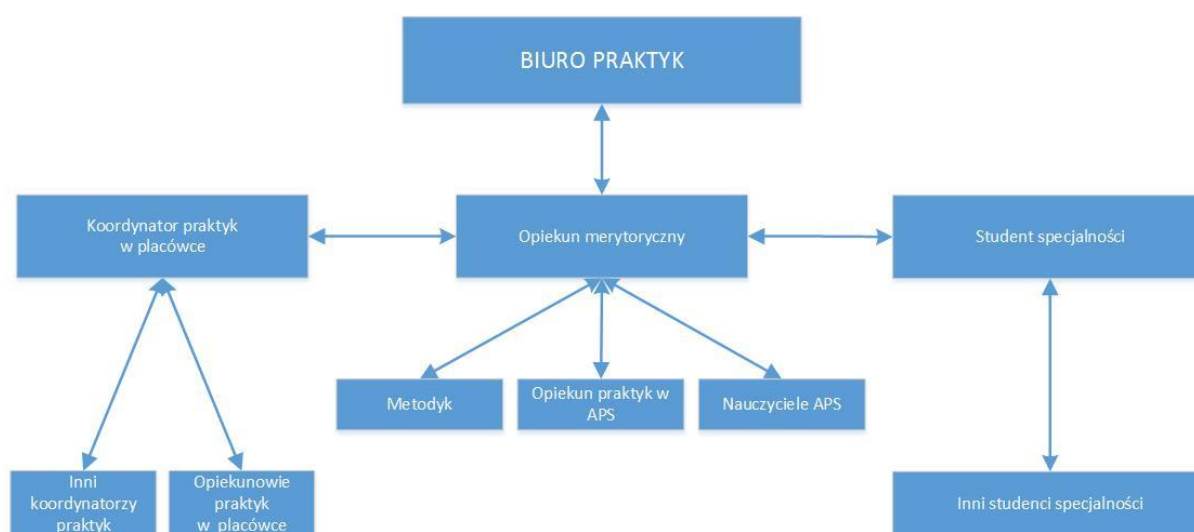 BIURO PRAKTYK
Koordynator praktyk
w placówce
Opiekun merytoryczny
Student specjalności
Metodyk
Opiekun praktyk w
APS
Nauczyciele APS
Inni
koordynatorzy
praktyk
Opiekunowie
praktyk
w placówce
Inni studenci specjalności